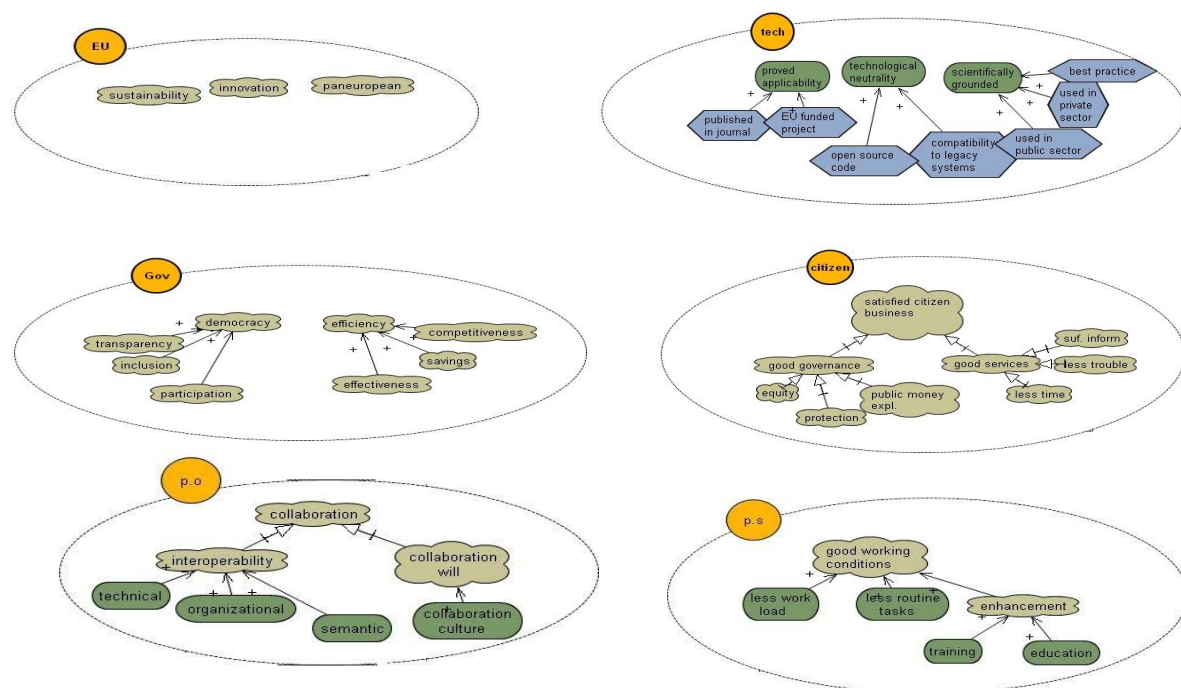 EU
sustainability
innovation
paneuropean
tech
proved
applicability
technological
neutrality
scientifically
grounded
best practice
used in
private
sector
published
in journal
EU funded
project
open source
code
compatibility
to legacy
systems
used in
public sector
+
+
+
+
+
+
+
Gov
democracy
transparency
inclusion
participation
efficiency
competitiveness
savings
effectiveness
+
+
+
+
+
citizen
satisfied citizen
business
good governance
equity
protection
public money
expl.
good services
suf. inform
less trouble
less time
p.o
collaboration
interoperability
collaboration
will
technical
organizational
semantic
collaboration
culture
+
+
+
+
p.s
good working
conditions
less work
load
less routine
tasks
enhancement
training
education
+
+
+
+
+